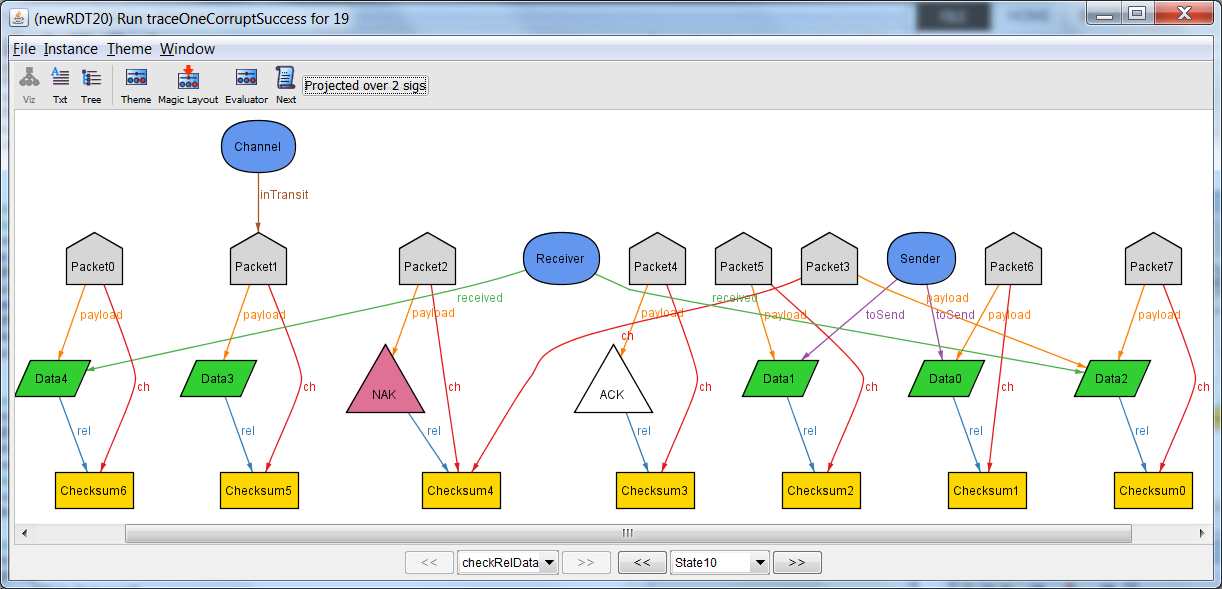 (newRDT20) Run traceOneCorruptSuccess for 19
File Instance Theme Window
Viz Txt Tree Theme Magic Layout Evaluator Next Projected over 2 sigs
Channel
inTransit
Packet0 Packet1 Packet2 Receiver Packet4 Packet5 Packet3 Sender Packet6 Packet7
received received payload
payload payload payload payload payload toSend toSend payload payload
ch
Data4 Data3 NAK ACK Data1 Data0 Data2
ch ch ch ch ch ch ch
rel rel rel rel rel rel rel
Checksum6 Checksum5 Checksum4 Checksum3 Checksum2 Checksum1 Checksum0
<< checkRelData >> << State10 >>